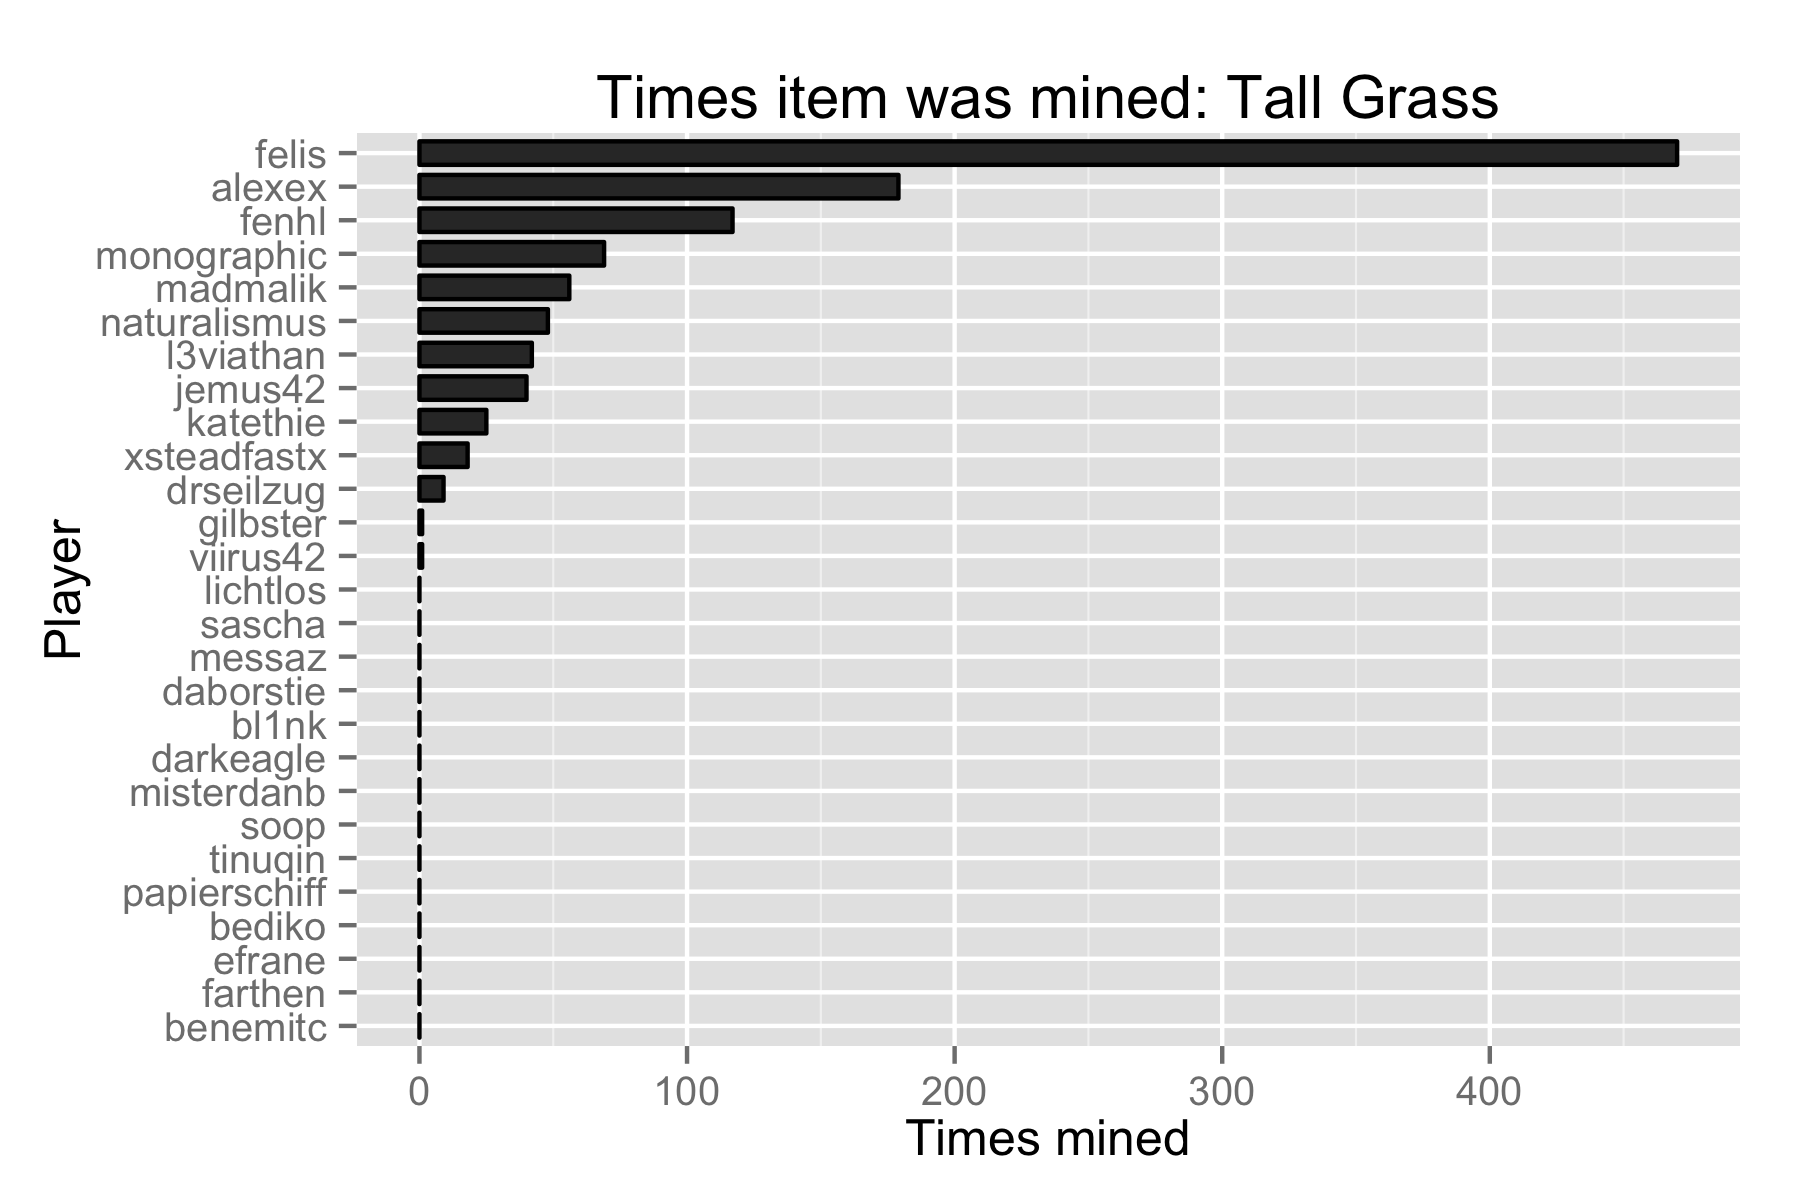 Times item was mined: Tall Grass
felis
alexex
fenhl
monographic
madmalik
naturalismus
l3viathan
jemus42
katethie
xsteadfastx
drseilzug
gilbster
viirus42
lichtlos
sascha
messaz
daborstie
bl1nk
darkeagle
misterdanb
soop
tinuqin
papierschiff
bediko
efrane
farthen
benemitc
Player
0 100 200 300 400
Times mined